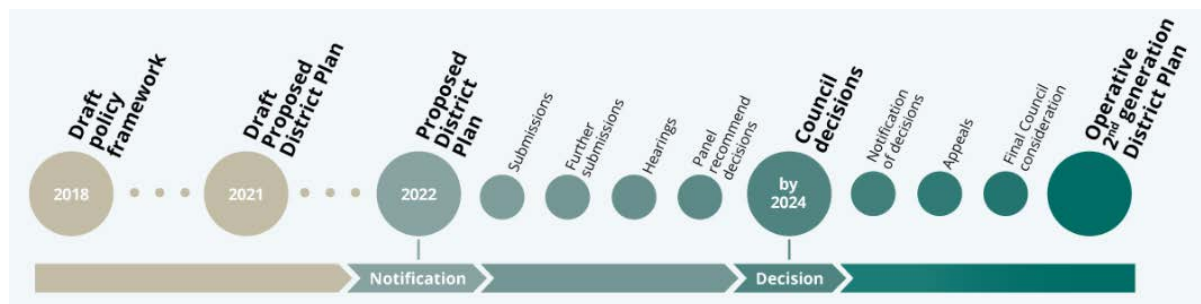 Draft
policy
framework
2018
Draft
Proposed
District Plan
2021
Proposed
District
Plan
2022
Submissions
Further
submissions
Hearings
Panel
recommend
decisions
Council
decisions
by
2024
Notification
of decisions
Appeals
Final Council
consideration
Operative
2nd generation
District Plan
Notification
Decision